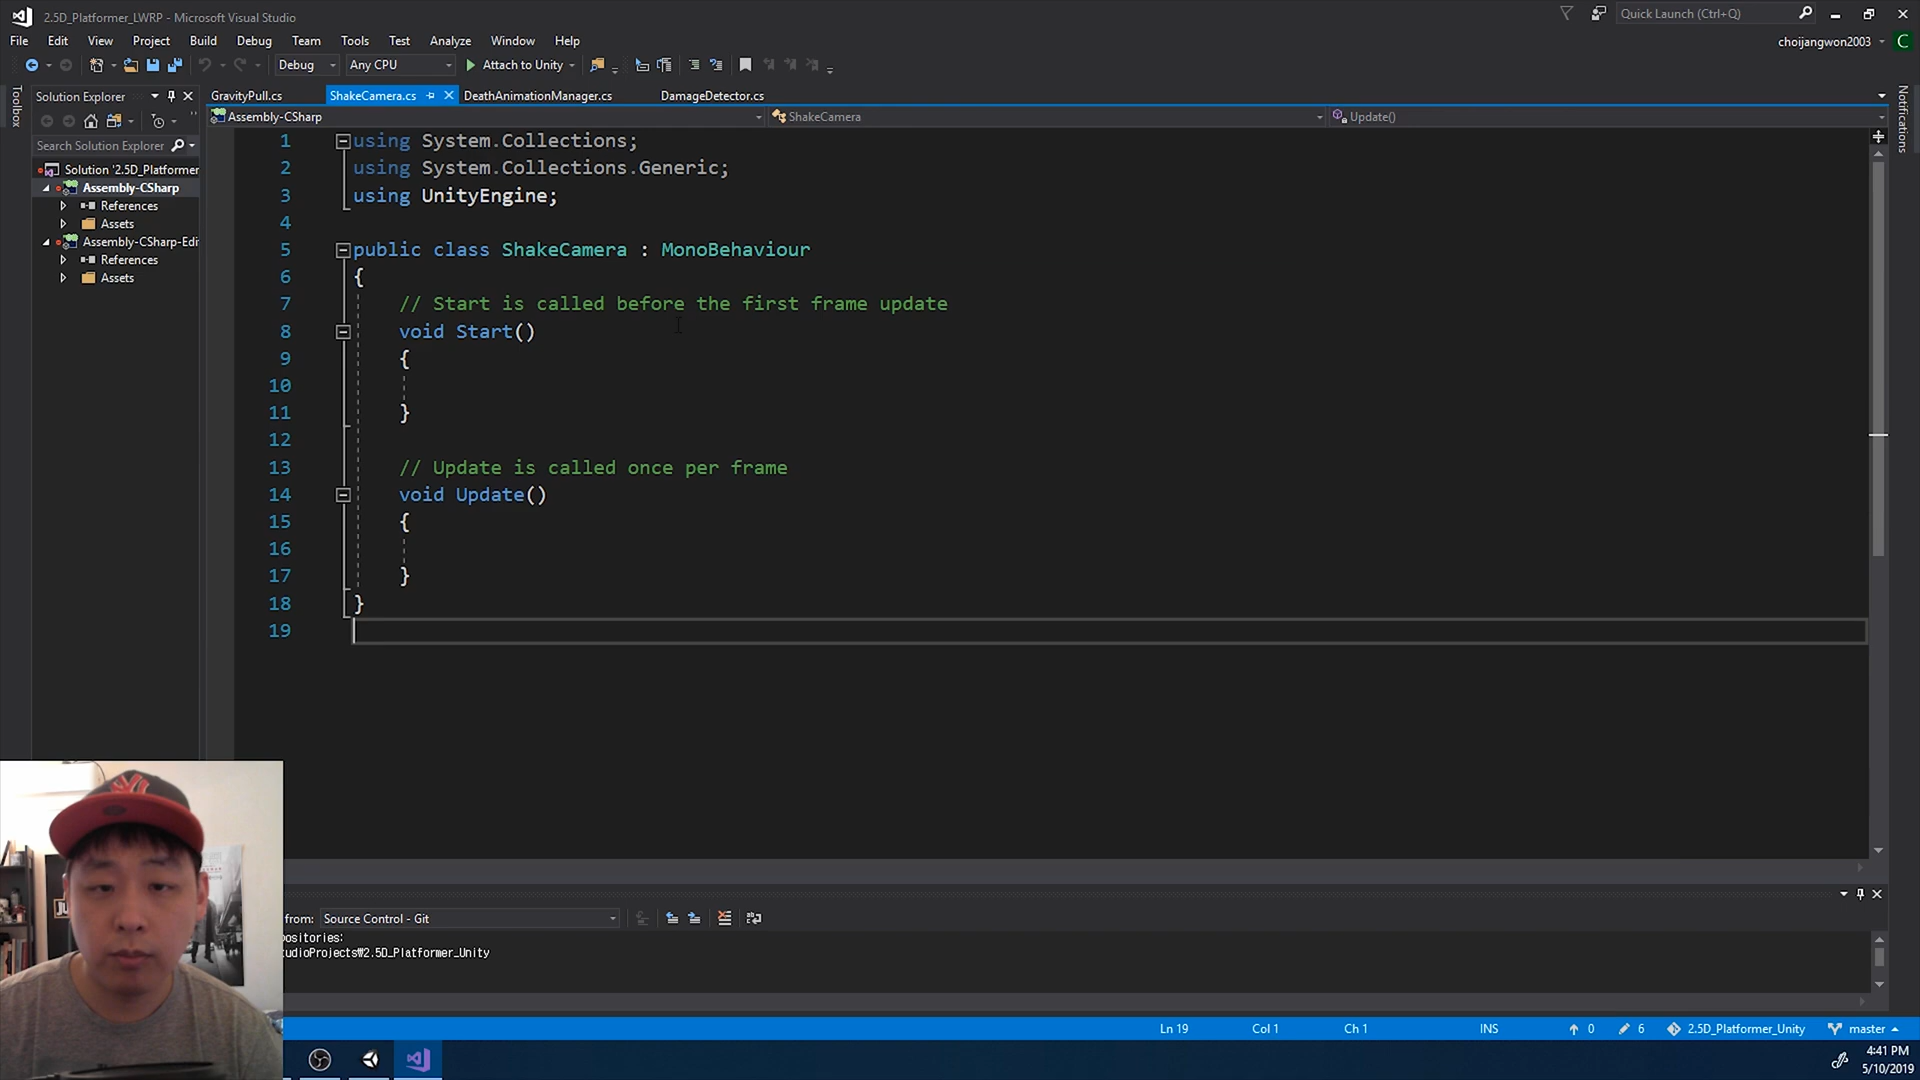 2.5D_Platformer_LWRP - Microsoft Visual Studio
Quick Launch (Ctrl+Q)
File Edit View Project Build Debug Team Tools Test Analyze Window Help
choijangwon2003 C
Debug Any CPU Attach to Unity
Toolbox
Solution Explorer
GravityPull.cs ShakeCamera.cs DeathAnimationManager.cs DamageDetector.cs
Notifications
Assembly-CSharp ShakeCamera Update()
Search Solution Explorer
Solution '2.5D_Platformer
Assembly-CSharp
References
Assets
Assembly-CSharp-Edi
References
Assets
1 using System.Collections;
2 using System.Collections.Generic;
3 using UnityEngine;
4
5 public class ShakeCamera : MonoBehaviour
6 {
7 // Start is called before the first frame update
8 void Start()
9 {
10
11 }
12
13 // Update is called once per frame
14 void Update()
15 {
16
17 }
18 }
19
from: Source Control - Git
positories:
tudioProjects₩2.5D_Platformer_Unity
Ln 19 Col 1 Ch 1 INS 0 6 2.5D_Platformer_Unity master
4:41 PM
5/10/2019